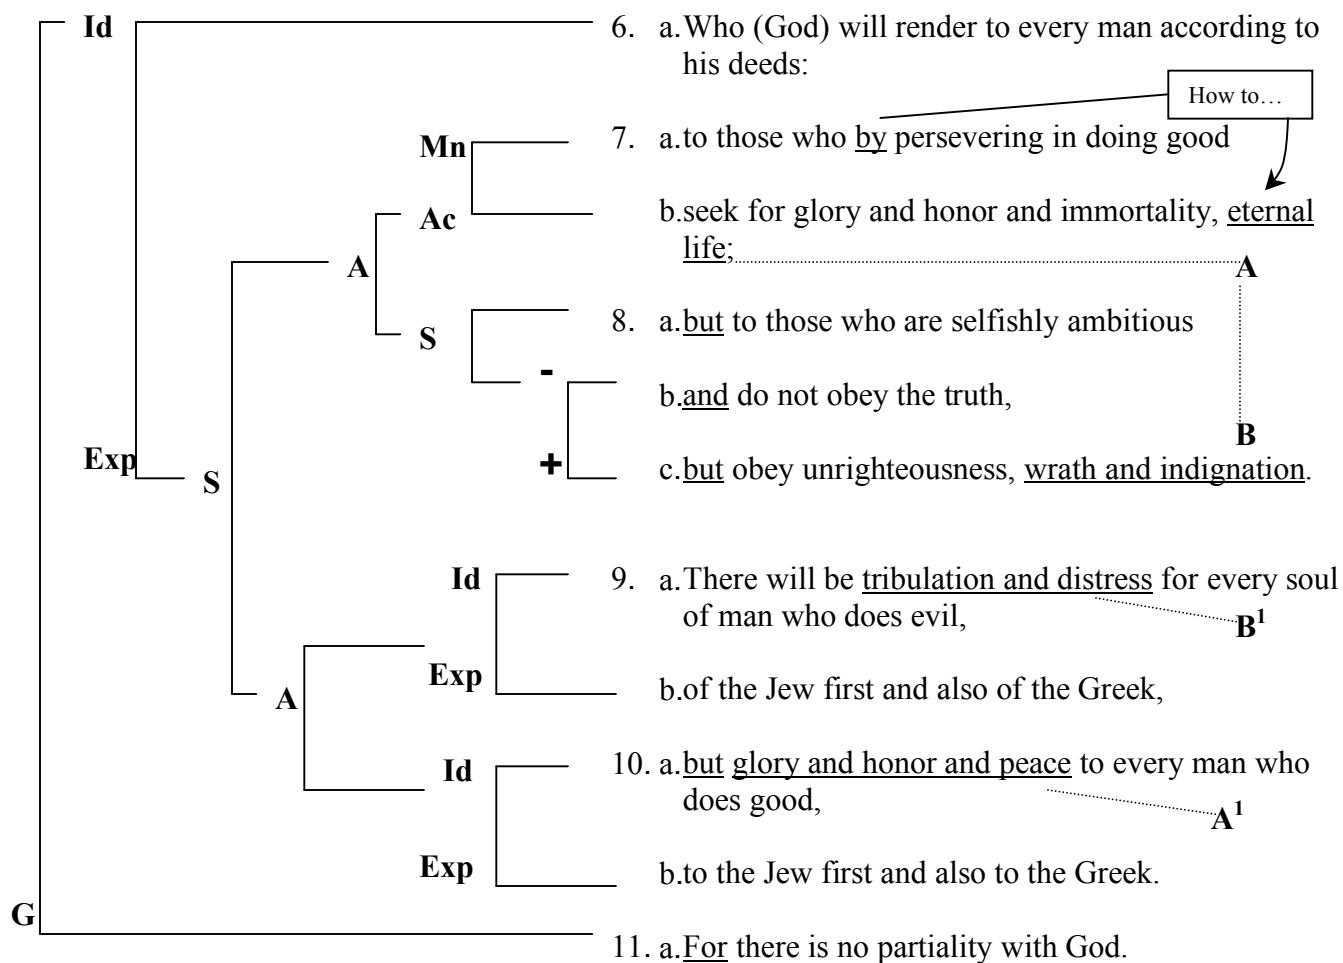 Id
6. a. Who (God) will render to every man according to
his deeds:
How to…
Mn
7. a. to those who by persevering in doing good
Ac
b. seek for glory and honor and immortality, eternal
life;
A
A
8. a. but to those who are selfishly ambitious
S
-
b. and do not obey the truth,
B
Exp
S
+
c. but obey unrighteousness, wrath and indignation.
Id
9. a. There will be tribulation and distress for every soul
of man who does evil,
B¹
Exp
A
b. of the Jew first and also of the Greek,
Id
10. a. but glory and honor and peace to every man who
does good,
A¹
Exp
b. to the Jew first and also to the Greek.
G
11. a. For there is no partiality with God.